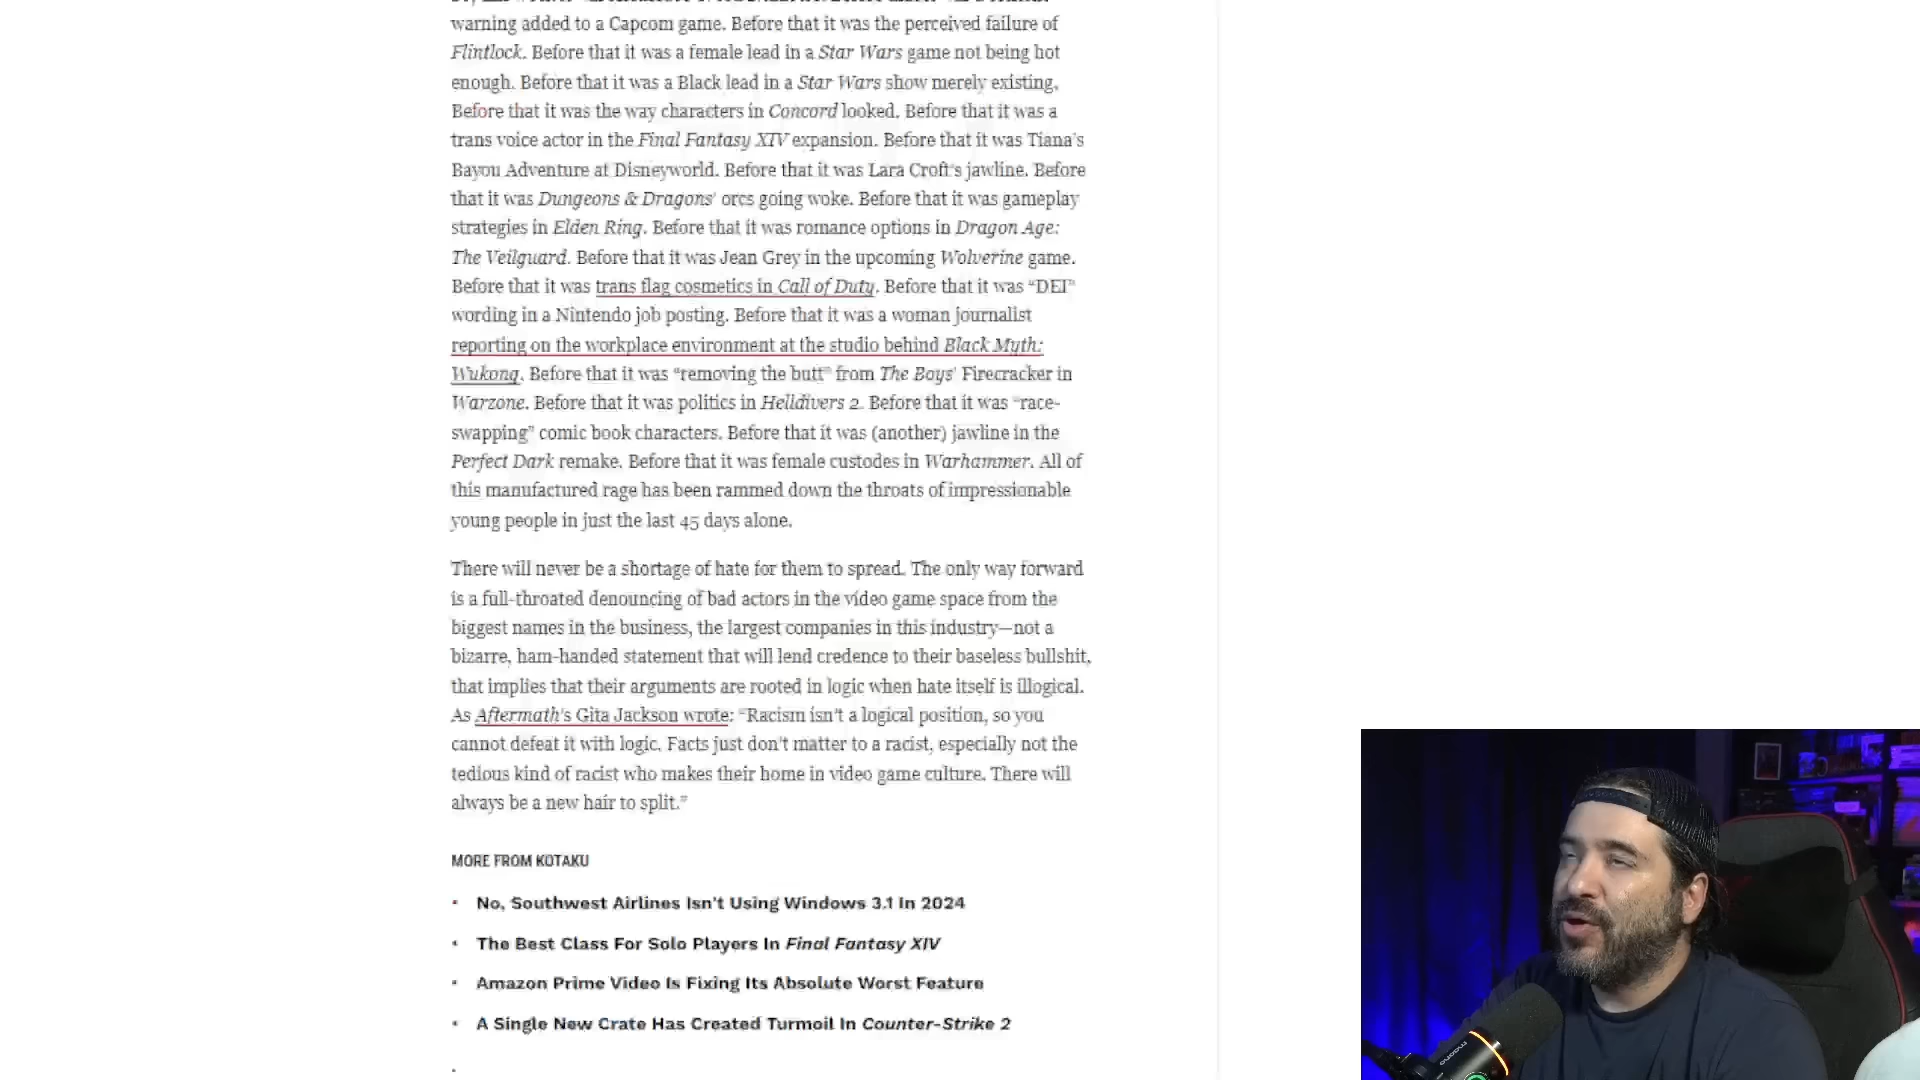 warning added to a Capcom game. Before that it was the perceived failure of
Flintlock. Before that it was a female lead in a Star Wars game not being hot
enough. Before that it was a Black lead in a Star Wars show merely existing.
Before that it was the way characters in Concord looked. Before that it was a
trans voice actor in the Final Fantasy XIV expansion. Before that it was Tiana's
Bayou Adventure at Disneyworld. Before that it was Lara Croft's jawline. Before
that it was Dungeons & Dragons' orcs going woke. Before that it was gameplay
strategies in Elden Ring. Before that it was romance options in Dragon Age:
The Veilguard. Before that it was Jean Grey in the upcoming Wolverine game.
Before that it was trans flag cosmetics in Call of Duty. Before that it was “DEI”
wording in a Nintendo job posting. Before that it was a woman journalist
reporting on the workplace environment at the studio behind Black Myth:
Wukong. Before that it was “removing the butt” from The Boys' Firecracker in
Warzone. Before that it was politics in Helldivers 2. Before that it was “race-
swapping” comic book characters. Before that it was (another) jawline in the
Perfect Dark remake. Before that it was female custodes in Warhammer. All of
this manufactured rage has been rammed down the throats of impressionable
young people in just the last 45 days alone.
There will never be a shortage of hate for them to spread. The only way forward
is a full-throated denouncing of bad actors in the video game space from the
biggest names in the business, the largest companies in this industry—not a
bizarre, ham-handed statement that will lend credence to their baseless bullshit,
that implies that their arguments are rooted in logic when hate itself is illogical.
As Aftermath's Gita Jackson wrote: “Racism isn't a logical position, so you
cannot defeat it with logic. Facts just don't matter to a racist, especially not the
tedious kind of racist who makes their home in video game culture. There will
always be a new hair to split.”
MORE FROM KOTAKU
No, Southwest Airlines Isn't Using Windows 3.1 In 2024
The Best Class For Solo Players In Final Fantasy XIV
Amazon Prime Video Is Fixing Its Absolute Worst Feature
A Single New Crate Has Created Turmoil In Counter-Strike 2
maono